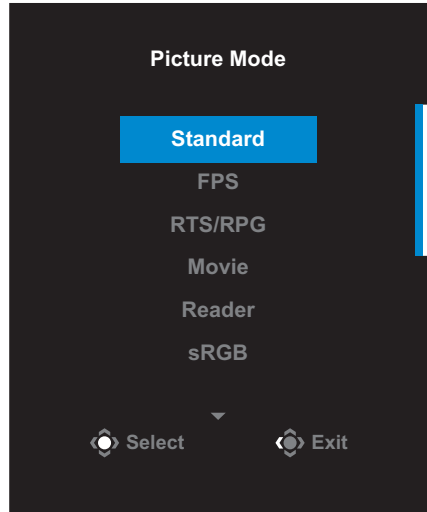 Picture Mode
Standard
FPS
RTS/RPG
Movie
Reader
sRGB
Select Exit